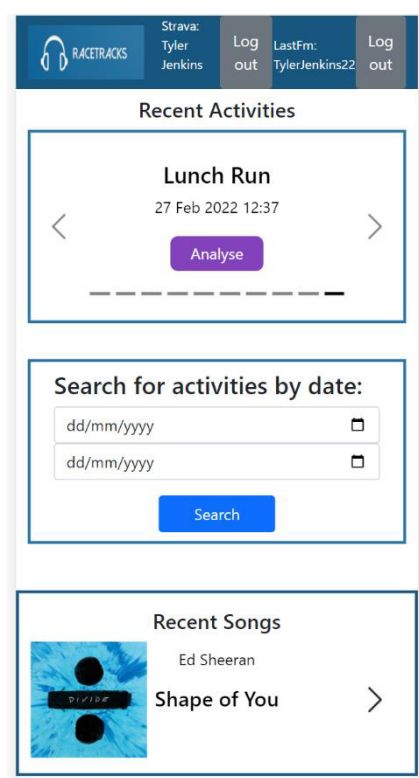 RACETRACKS
Strava:
Tyler
Jenkins
Log
out
LastFm:
TylerJenkins22
Log
out
Recent Activities
Lunch Run
27 Feb 2022 12:37
Analyse
Search for activities by date:
dd/mm/yyyy
dd/mm/yyyy
Search
Recent Songs
Ed Sheeran
DIVIDE
Shape of You